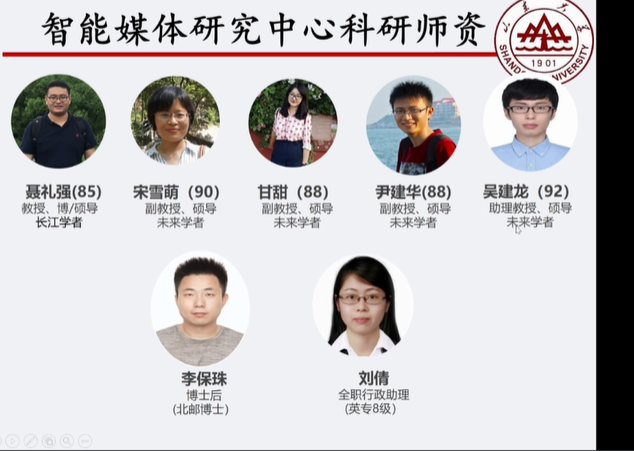 智能媒体研究中心科研师资
山东大学
SHANDONG UNIVERSITY
1901
聂礼强(85)
教授、博/硕导
长江学者
宋雪萌（90）
副教授、硕导
未来学者
甘甜（88）
副教授、硕导
未来学者
尹建华(88)
副教授、硕导
未来学者
吴建龙（92）
助理教授、硕导
未来学者
李保珠
博士后
(北邮博士)
刘倩
全职行政助理
(英专8级)